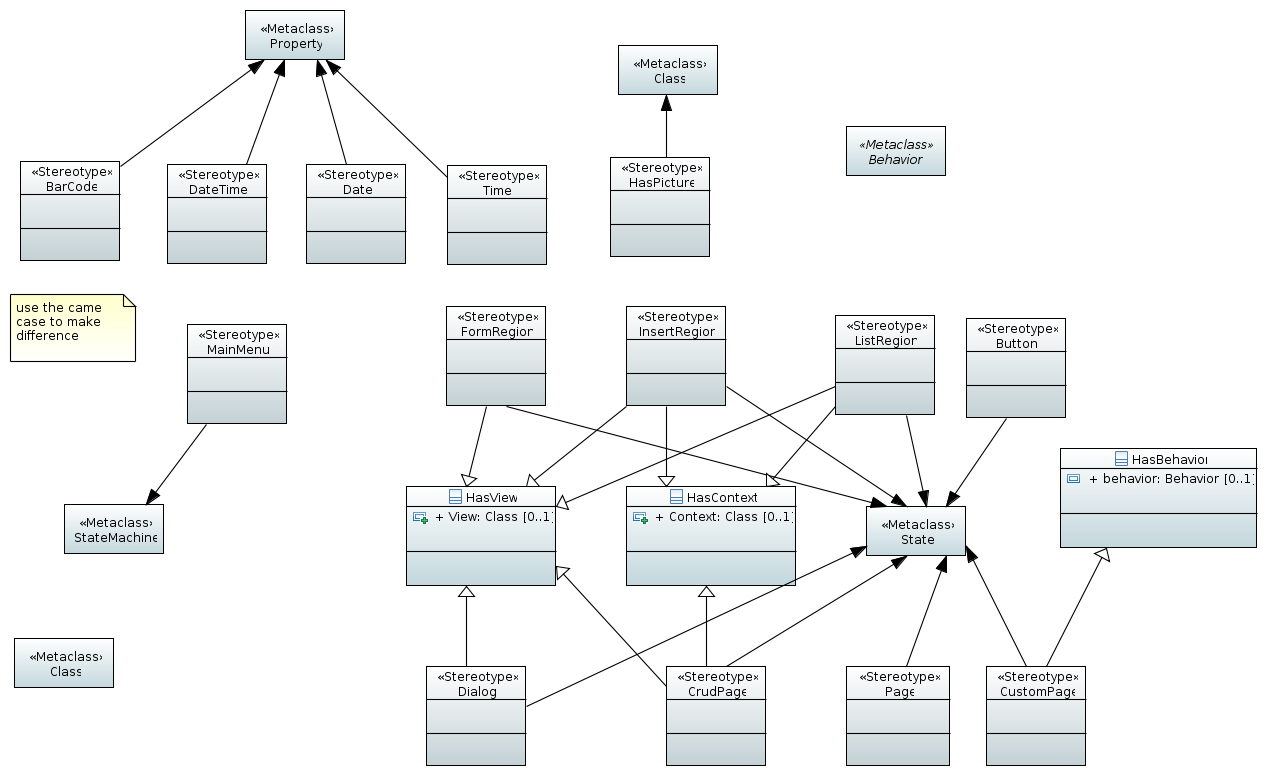 «Metaclass»
Property
«Metaclass»
Class
«Metaclass»
Behavior
«Stereotype»
BarCode
«Stereotype»
DateTime
«Stereotype»
Date
«Stereotype»
Time
«Stereotype»
HasPicture
use the came
case to make
difference
«Stereotype»
MainMenu
«Stereotype»
FormRegion
«Stereotype»
InsertRegion
«Stereotype»
ListRegion
«Stereotype»
Button
HasBehavior
+ behavior: Behavior [0..1]
HasView
+ View: Class [0..1]
HasContext
+ Context: Class [0..1]
«Metaclass»
StateMachine
«Metaclass»
State
«Metaclass»
Class
«Stereotype»
Dialog
«Stereotype»
CrudPage
«Stereotype»
Page
«Stereotype»
CustomPage